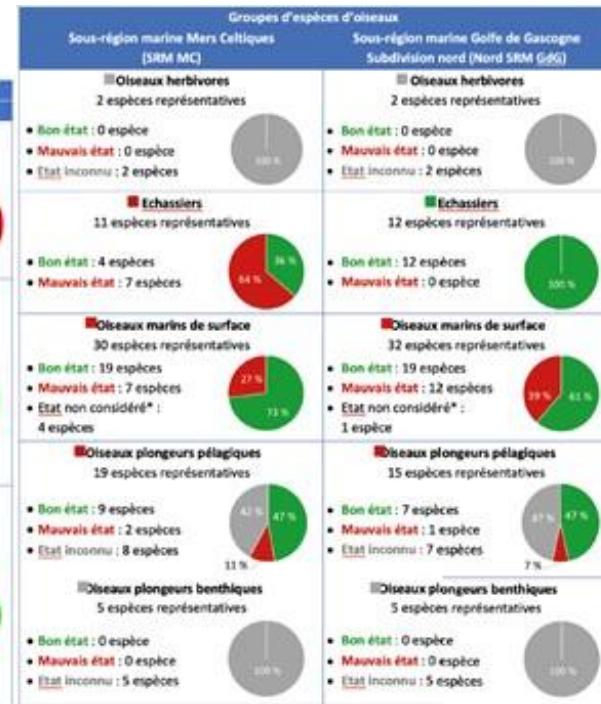 Groupes d'espèces d'oiseaux
Sous-région marine Mers Celtiques
(SRM MC)
Sous-région marine Golfe de Gascogne
Subdivision nord (Nord SRM GdG)
Oiseaux herbivores
2 espèces représentatives
• Bon état : 0 espèce
• Mauvais état : 0 espèce
• Etat inconnu : 2 espèces
100 %
Oiseaux herbivores
2 espèces représentatives
• Bon état : 0 espèce
• Mauvais état : 0 espèce
• Etat inconnu : 2 espèces
100 %
Echassiers
11 espèces représentatives
• Bon état : 4 espèces
• Mauvais état : 7 espèces
36 %
64 %
Echassiers
12 espèces représentatives
• Bon état : 12 espèces
• Mauvais état : 0 espèce
100 %
Oiseaux marins de surface
30 espèces représentatives
• Bon état : 19 espèces
• Mauvais état : 7 espèces
• Etat non considéré* :
4 espèces
27 %
73 %
Oiseaux marins de surface
32 espèces représentatives
• Bon état : 19 espèces
• Mauvais état : 12 espèces
• Etat non considéré* :
1 espèce
39 %
61 %
Oiseaux plongeurs pélagiques
19 espèces représentatives
• Bon état : 9 espèces
• Mauvais état : 2 espèces
• Etat inconnu : 8 espèces
42 %
47 %
11 %
Oiseaux plongeurs pélagiques
15 espèces représentatives
• Bon état : 7 espèces
• Mauvais état : 1 espèce
• Etat inconnu : 7 espèces
47 %
47 %
7 %
Oiseaux plongeurs benthiques
5 espèces représentatives
• Bon état : 0 espèce
• Mauvais état : 0 espèce
• Etat inconnu : 5 espèces
100 %
Oiseaux plongeurs benthiques
5 espèces représentatives
• Bon état : 0 espèce
• Mauvais état : 0 espèce
• Etat inconnu : 5 espèces
100 %